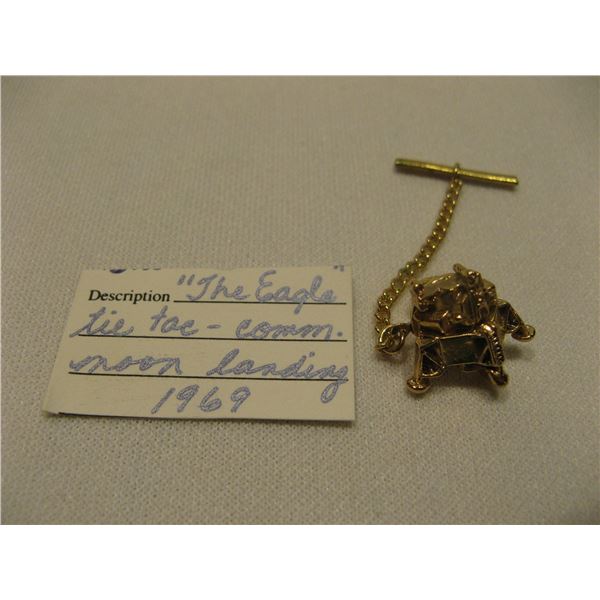 Description "The Eagle
tie tac - comm.
moon landing
1969